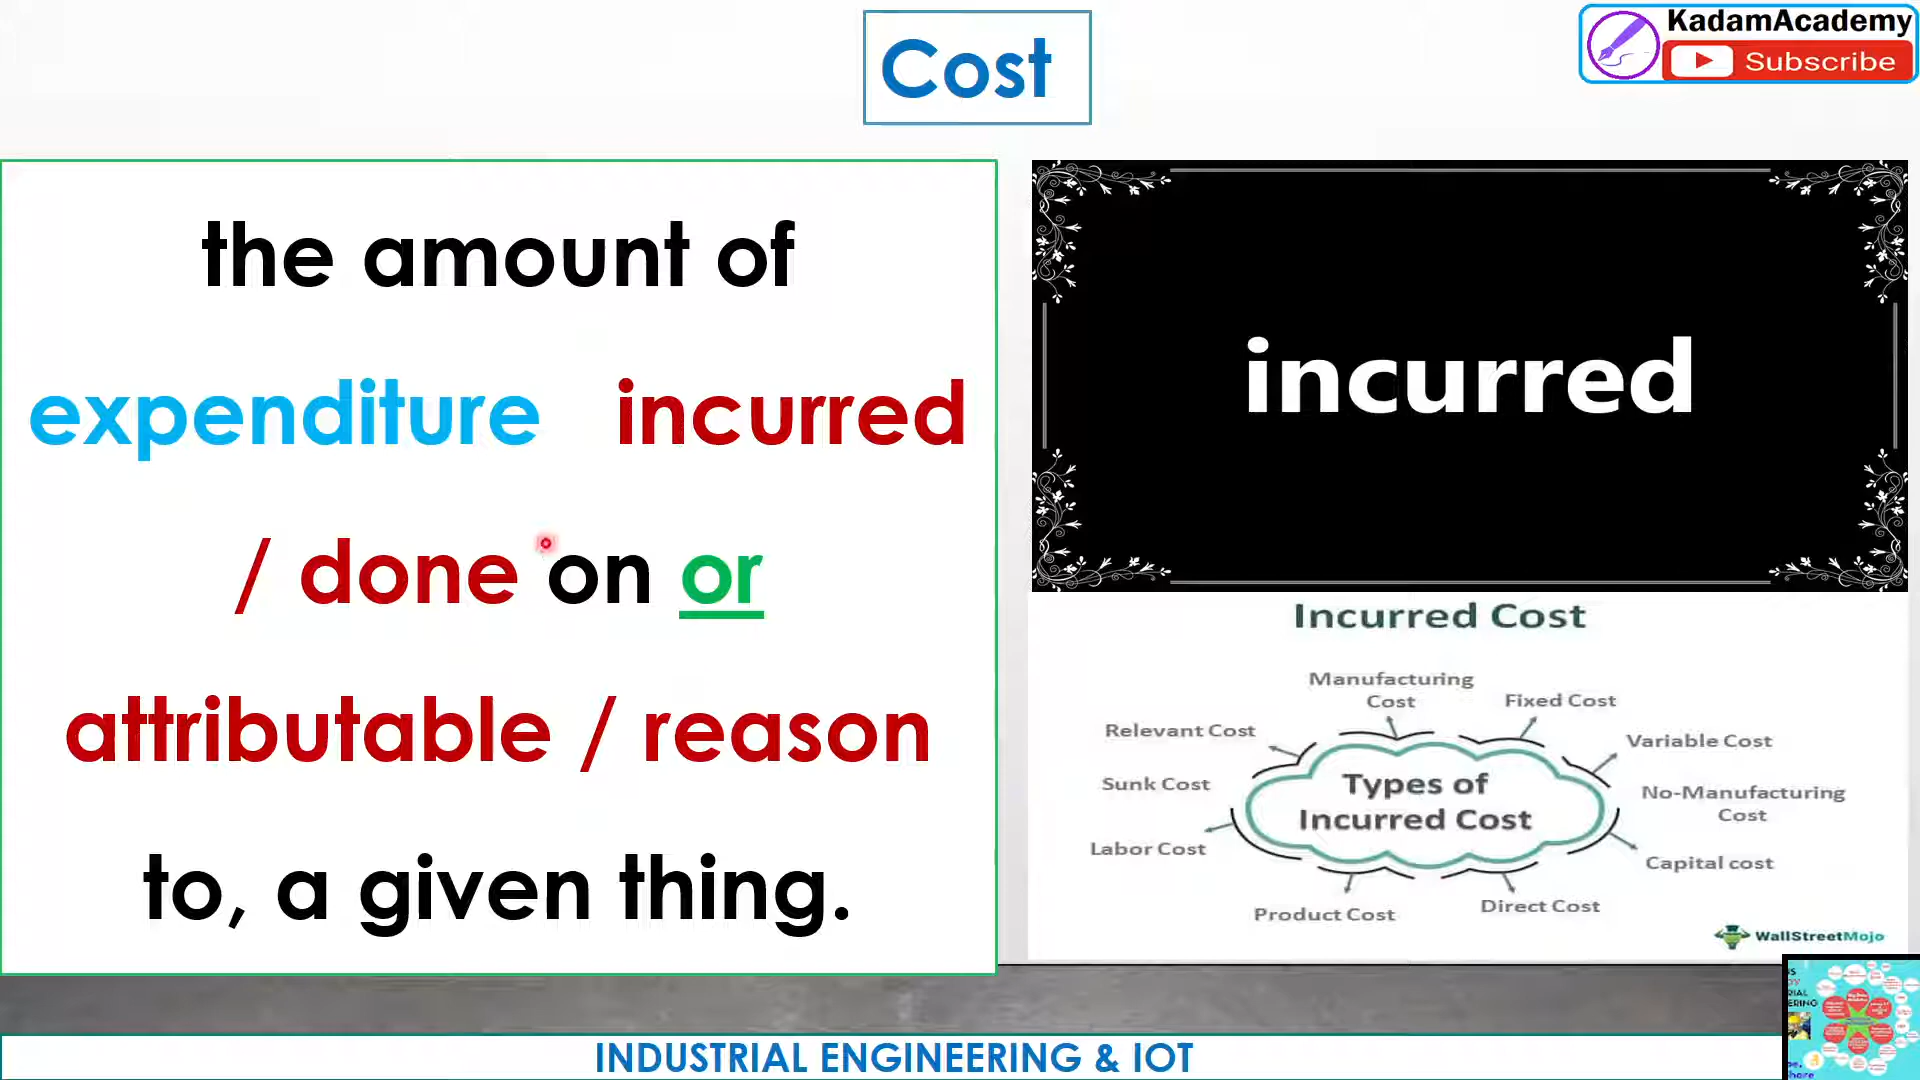 Cost
KadamAcademy
Subscribe
the amount of
expenditure incurred
/ done on or
attributable / reason
to, a given thing.
incurred
Incurred Cost
Manufacturing
Cost
Fixed Cost
Relevant Cost
Variable Cost
Sunk Cost
Types of
Incurred Cost
No-Manufacturing
Cost
Labor Cost
Capital cost
Product Cost
Direct Cost
WallStreetMojo
INDUSTRIAL ENGINEERING & IOT